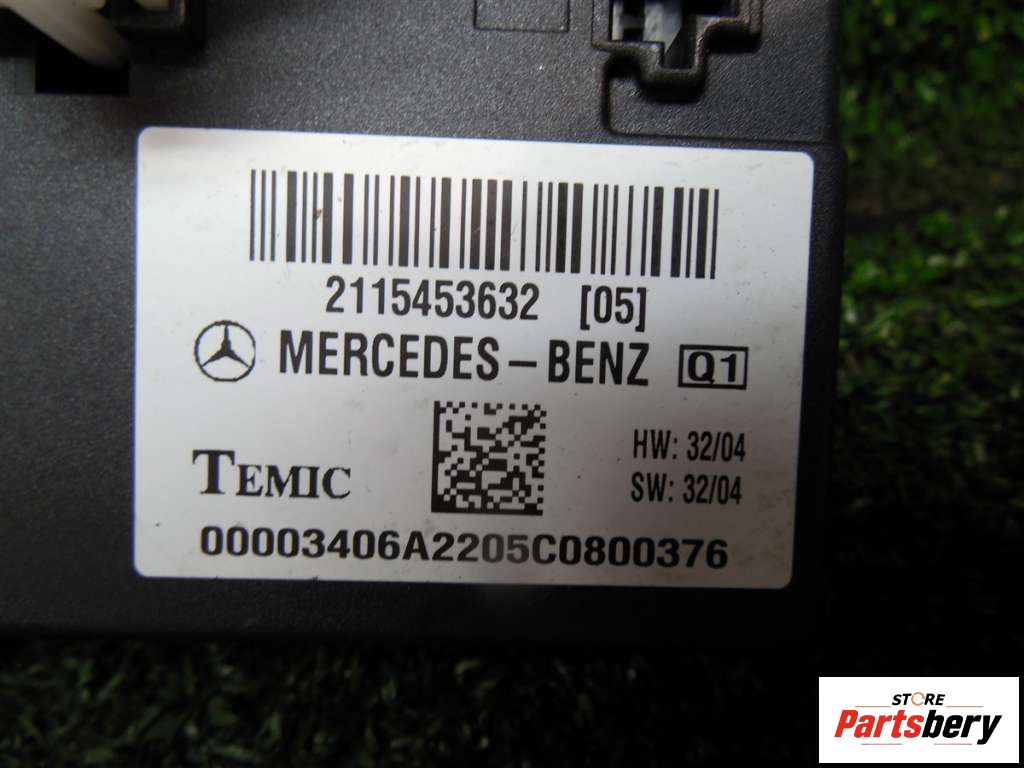 2115453632 [05]
MERCEDES-BENZ Q1
HW: 32/04
TEMIC
SW: 32/04
00003406A2205C0800376
STORE
Partsbery